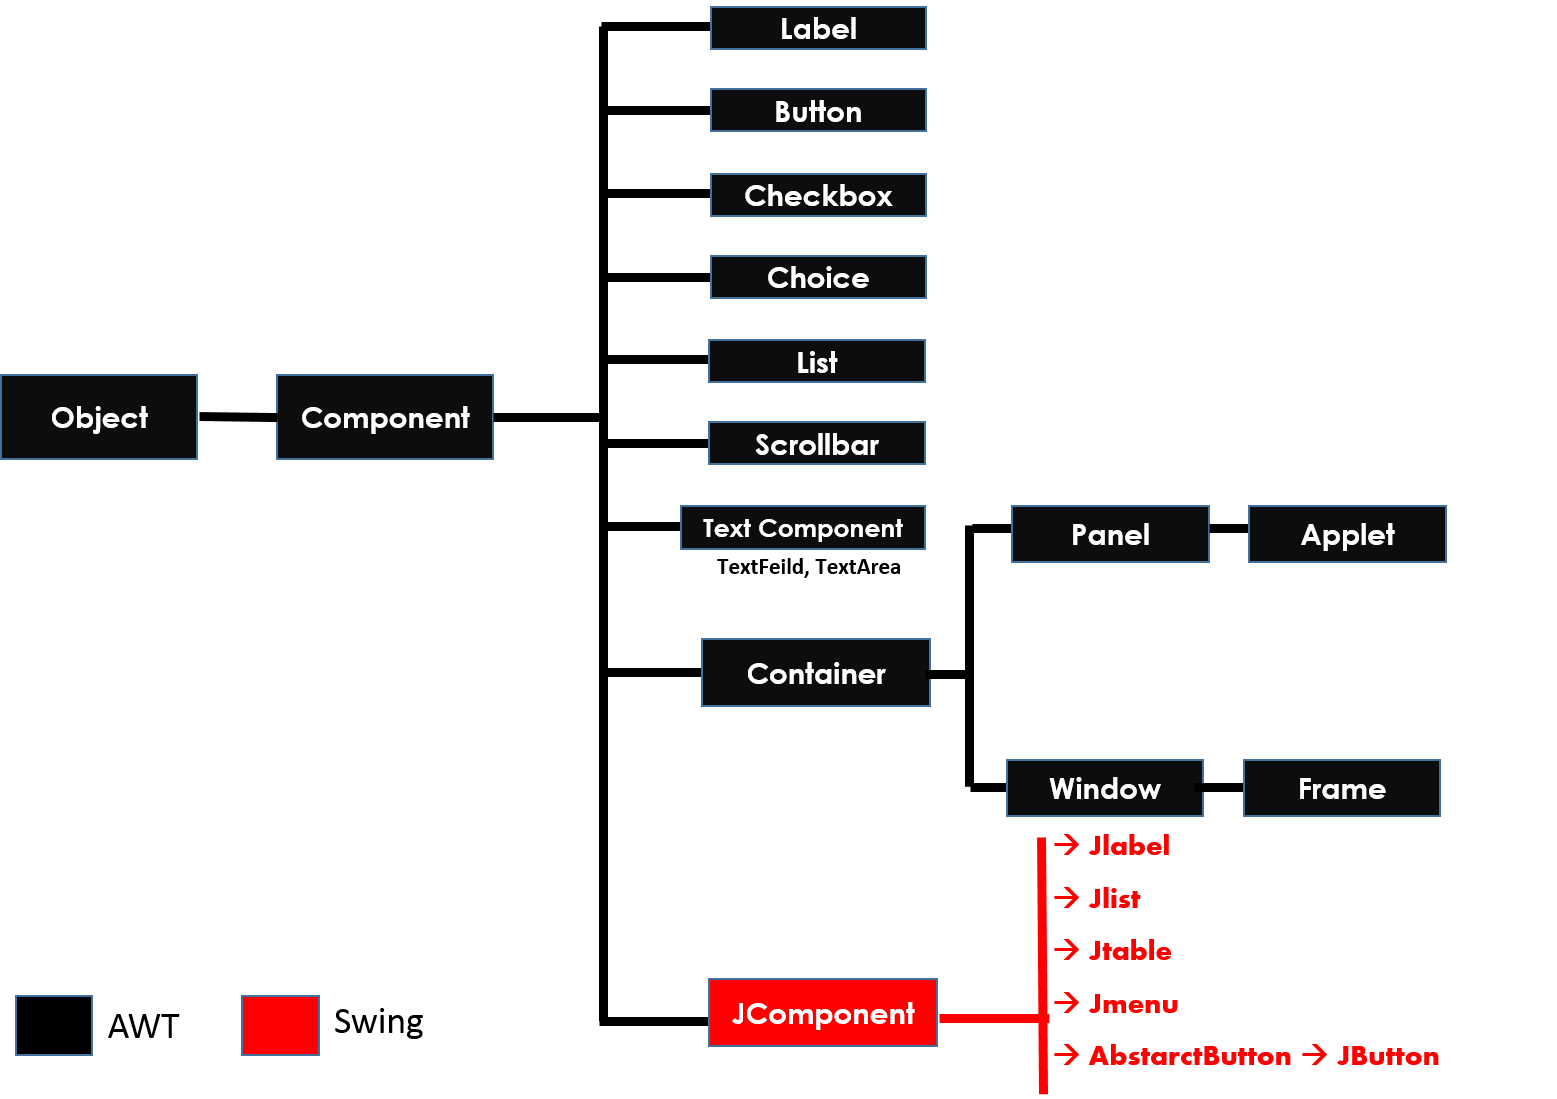 Label
Button
Checkbox
Choice
List
Object
Component
Scrollbar
Text Component
TextFeild, TextArea
Panel
Applet
Container
Window
Frame
→ Jlabel
→ Jlist
→ Jtable
→ Jmenu
JComponent
→ AbstarctButton → JButton
AWT
Swing